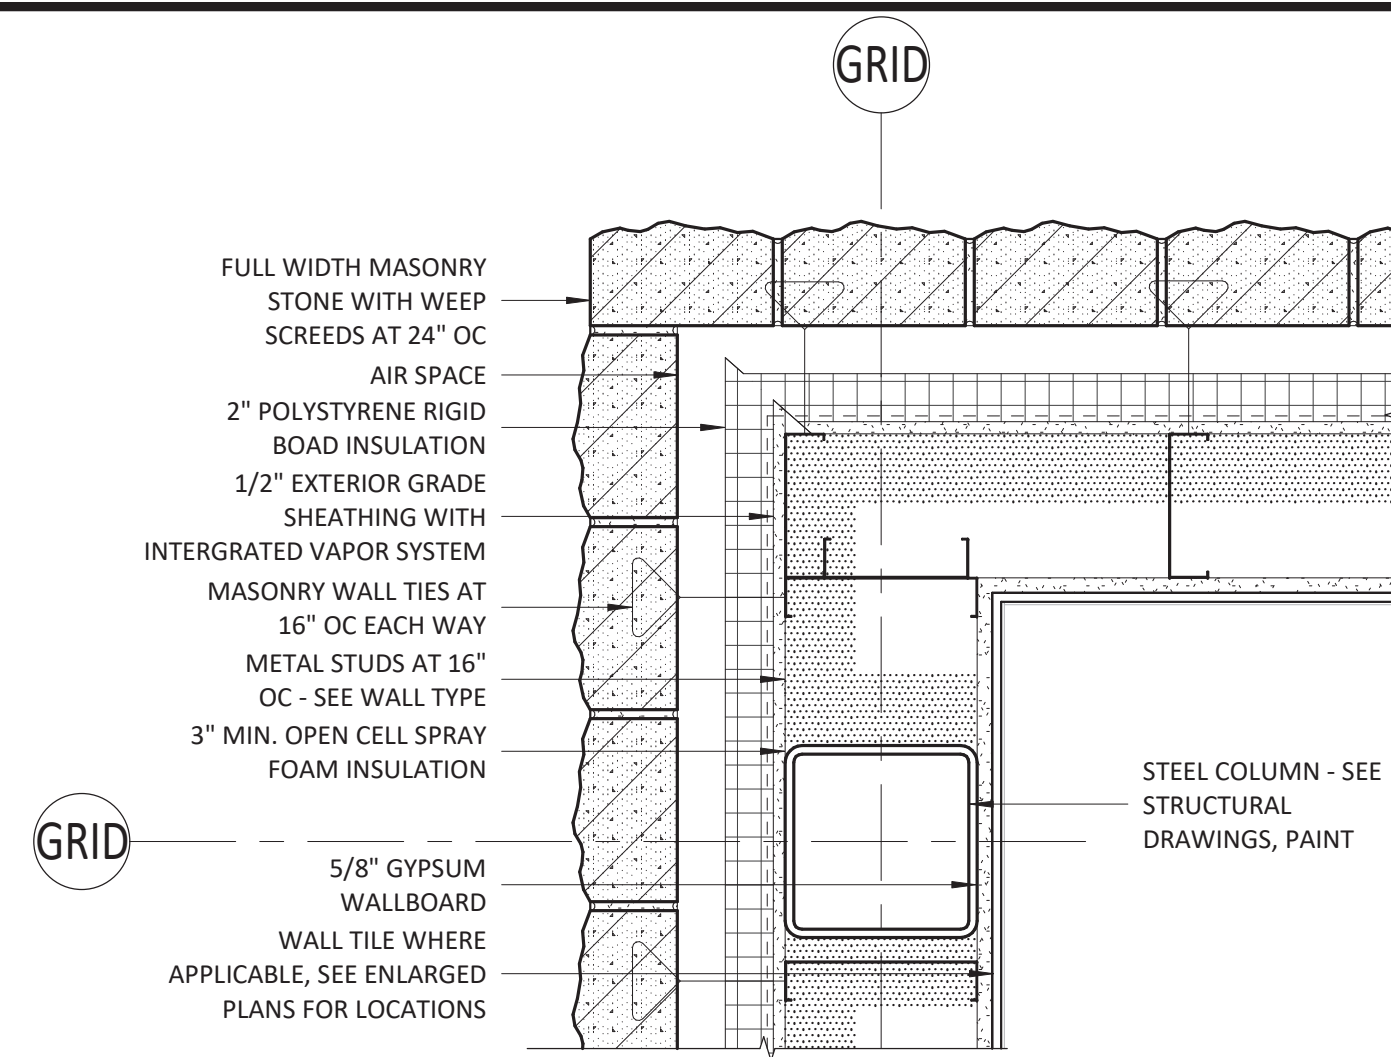 GRID
FULL WIDTH MASONRY
STONE WITH WEEP
SCREEDS AT 24" OC
AIR SPACE
2" POLYSTYRENE RIGID
BOAD INSULATION
1/2" EXTERIOR GRADE
SHEATHING WITH
INTERGRATED VAPOR SYSTEM
MASONRY WALL TIES AT
16" OC EACH WAY
METAL STUDS AT 16"
OC - SEE WALL TYPE
3" MIN. OPEN CELL SPRAY
FOAM INSULATION
GRID
5/8" GYPSUM
WALLBOARD
WALL TILE WHERE
APPLICABLE, SEE ENLARGED
PLANS FOR LOCATIONS
STEEL COLUMN - SEE
STRUCTURAL
DRAWINGS, PAINT